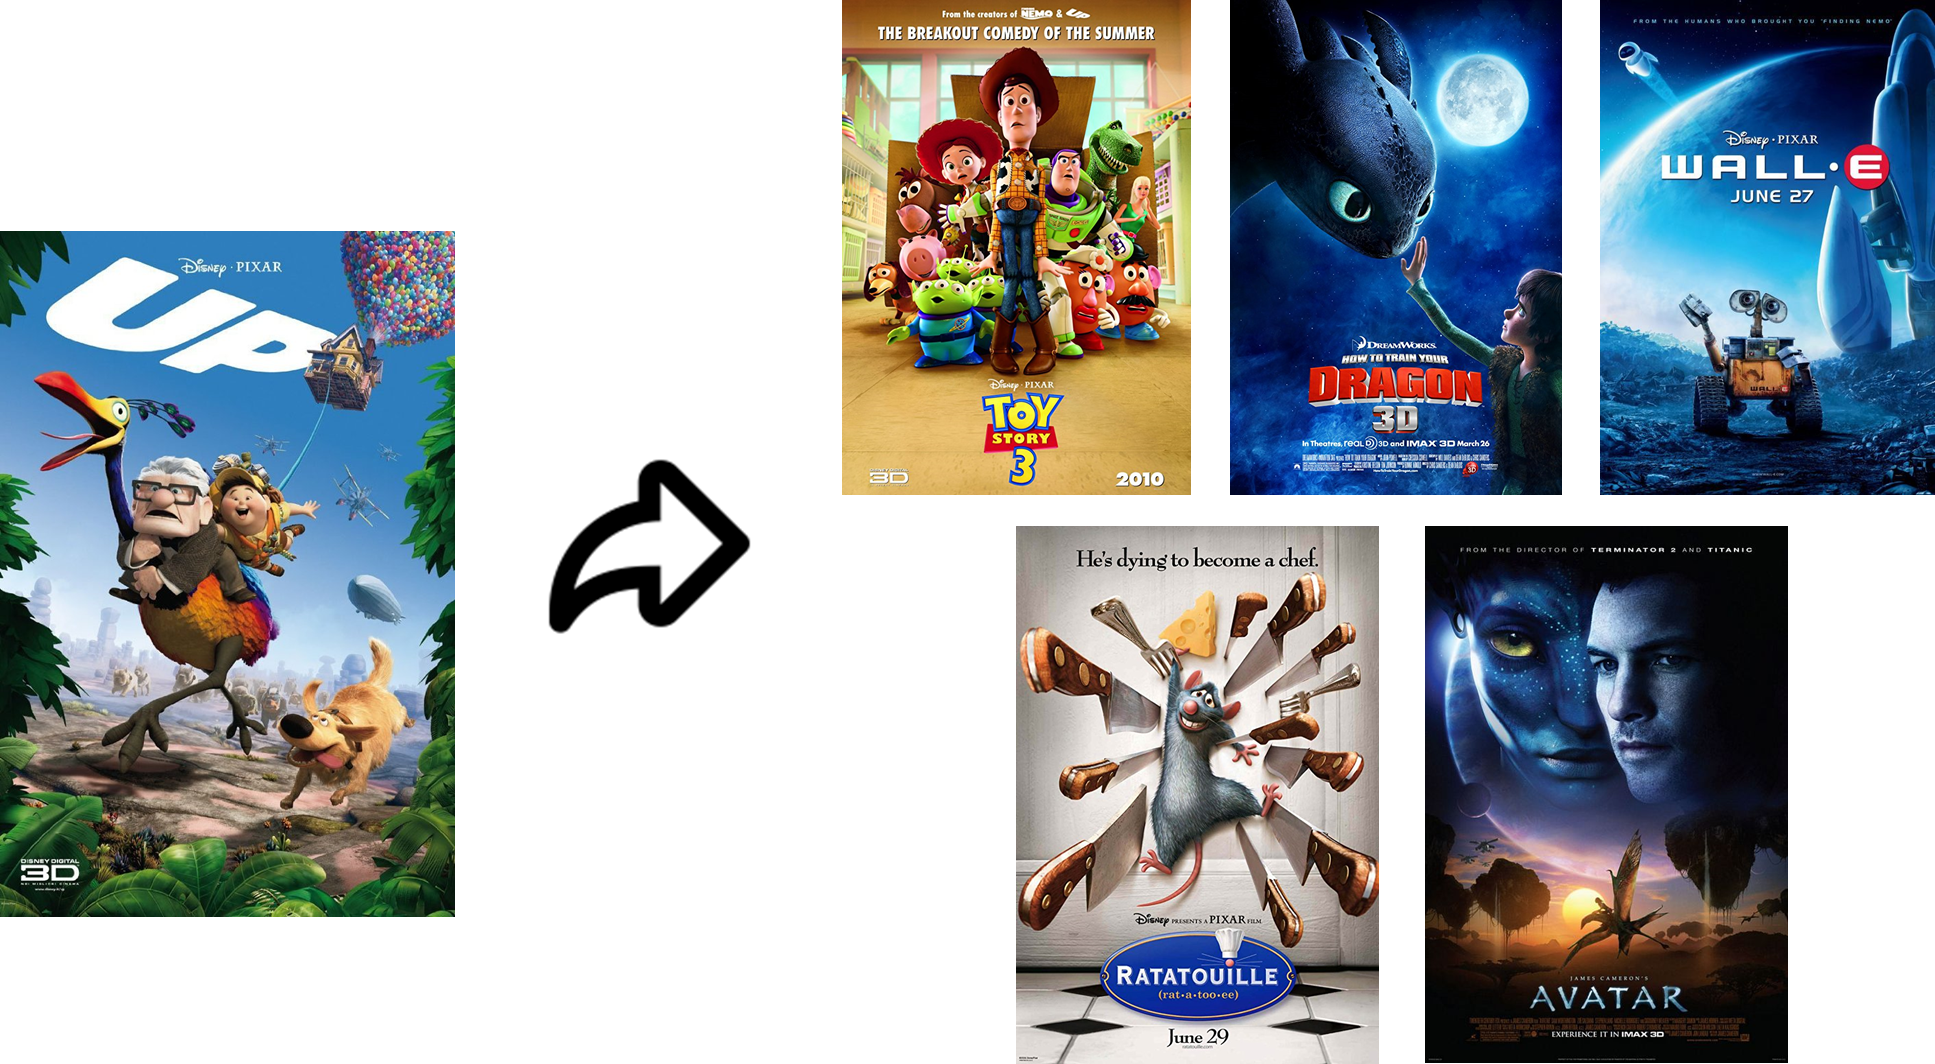 Disney · PIXAR
UP
DISNEY DIGITAL
3D
From the creators of NEMO & UP
THE BREAKOUT COMEDY OF THE SUMMER
Disney · PIXAR
TOY
STORY
3
DISNEY DIGITAL
3D
2010
DREAMWORKS
HOW TO TRAIN YOUR
DRAGON
3D
In Theatres, REAL D 3D and IMAX 3D March 26
FROM THE HUMANS WHO BROUGHT YOU "FINDING NEMO"
Disney · PIXAR
WALL·E
JUNE 27
WALL·E
He's dying to become a chef.
Disney PRESENTS A PIXAR FILM
RATATOUILLE
(rat•a•too•ee)
June 29
FROM THE DIRECTOR OF TERMINATOR 2 AND TITANIC
JAMES CAMERON'S
AVATAR
EXPERIENCE IT IN IMAX 3D